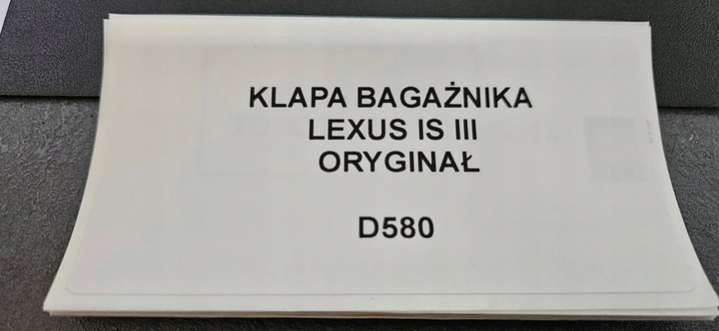 KLAPA BAGAŻNIKA
LEXUS IS III
ORYGINAŁ
D580